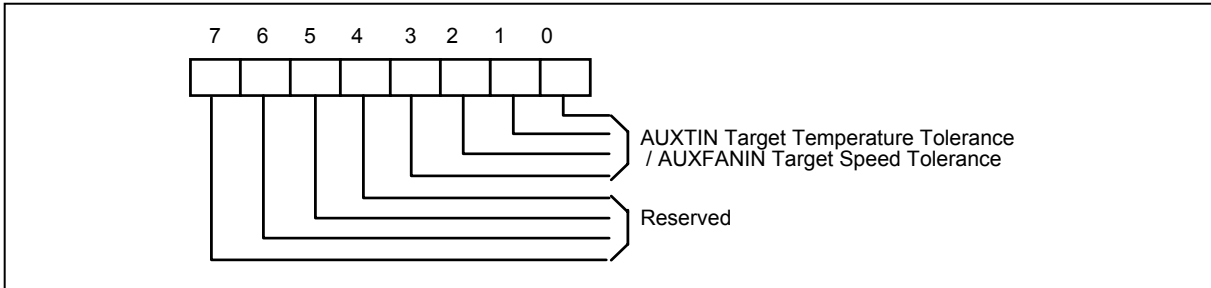 7 6 5 4 3 2 1 0
AUXTIN Target Temperature Tolerance
/ AUXFANIN Target Speed Tolerance
Reserved